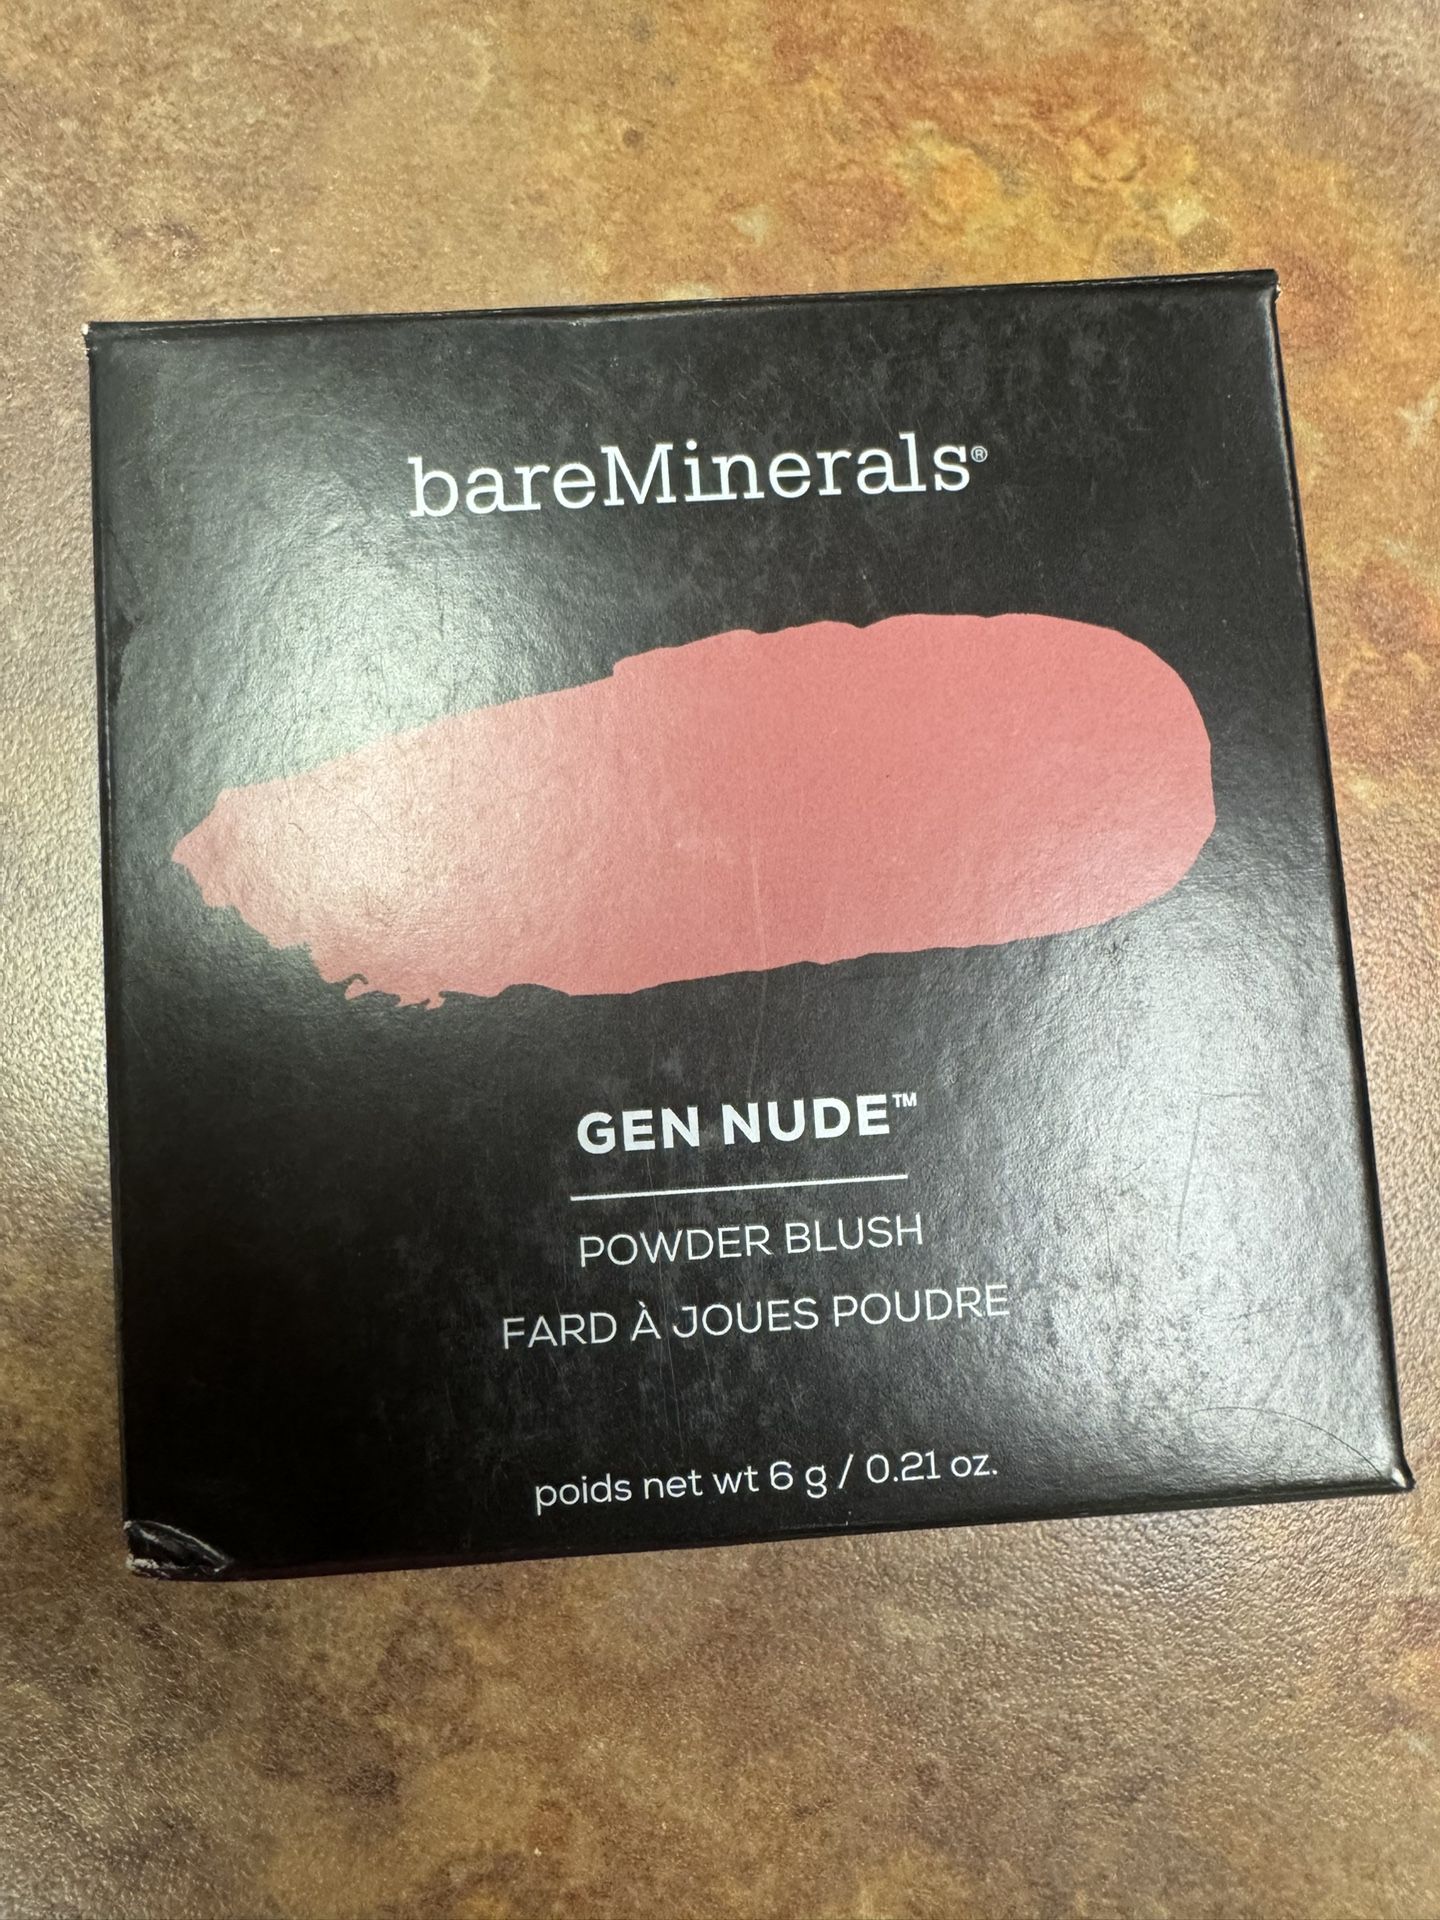 bareMinerals®
GEN NUDE™
POWDER BLUSH
FARD À JOUES POUDRE
poids net wt 6 g / 0.21 oz.